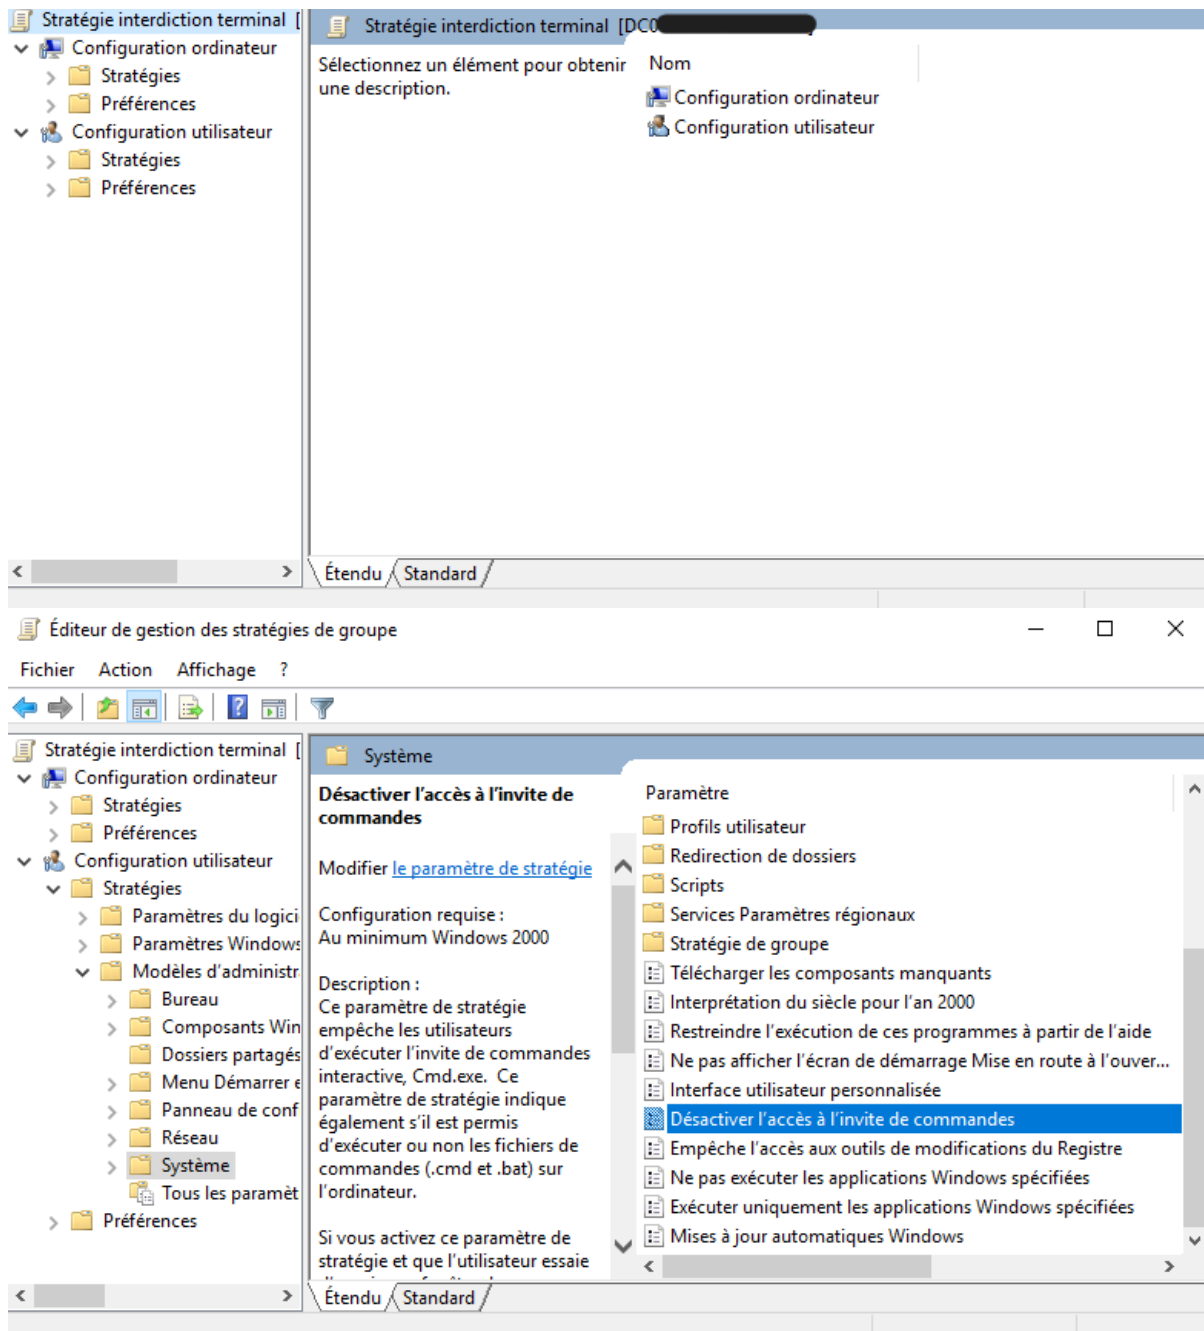 Stratégie interdiction terminal [
Configuration ordinateur
Stratégies
Préférences
Configuration utilisateur
Stratégies
Préférences
Stratégie interdiction terminal [DC0
Sélectionnez un élément pour obtenir
une description.
Nom
Configuration ordinateur
Configuration utilisateur
Étendu
Standard
Éditeur de gestion des stratégies de groupe
Fichier Action Affichage ?
Stratégie interdiction terminal [
Configuration ordinateur
Stratégies
Préférences
Configuration utilisateur
Stratégies
Paramètres du logici
Paramètres Windows
Modèles d'administr
Bureau
Composants Win
Dossiers partagés
Menu Démarrer e
Panneau de conf
Réseau
Système
Tous les paramèt
Préférences
Système
Désactiver l'accès à l'invite de
commandes
Modifier le paramètre de stratégie
Configuration requise :
Au minimum Windows 2000
Description :
Ce paramètre de stratégie
empêche les utilisateurs
d'exécuter l'invite de commandes
interactive, Cmd.exe. Ce
paramètre de stratégie indique
également s'il est permis
d'exécuter ou non les fichiers de
commandes (.cmd et .bat) sur
l'ordinateur.
Si vous activez ce paramètre de
stratégie et que l'utilisateur essaie
Paramètre
Profils utilisateur
Redirection de dossiers
Scripts
Services Paramètres régionaux
Stratégie de groupe
Télécharger les composants manquants
Interprétation du siècle pour l'an 2000
Restreindre l'exécution de ces programmes à partir de l'aide
Ne pas afficher l'écran de démarrage Mise en route à l'ouver...
Interface utilisateur personnalisée
Désactiver l'accès à l'invite de commandes
Empêche l'accès aux outils de modifications du Registre
Ne pas exécuter les applications Windows spécifiées
Exécuter uniquement les applications Windows spécifiées
Mises à jour automatiques Windows
Étendu
Standard